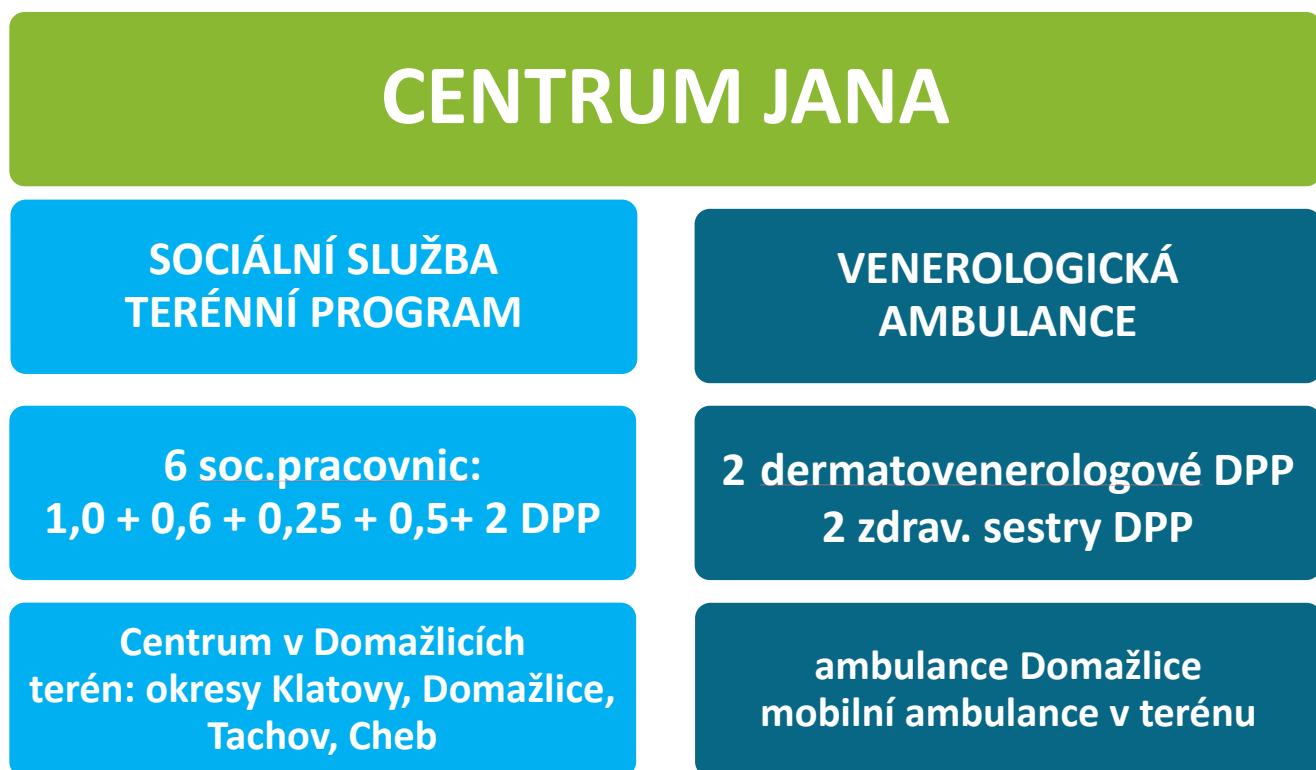 CENTRUM JANA
SOCIÁLNÍ SLUŽBA
TERÉNNÍ PROGRAM
6 soc.pracovnic:
1,0 + 0,6 + 0,25 + 0,5+ 2 DPP
Centrum v Domažlicích
terén: okresy Klatovy, Domažlice,
Tachov, Cheb
VENEROLOGICKÁ
AMBULANCE
2 dermatovenerologové DPP
2 zdrav. sestry DPP
ambulance Domažlice
mobilní ambulance v terénu